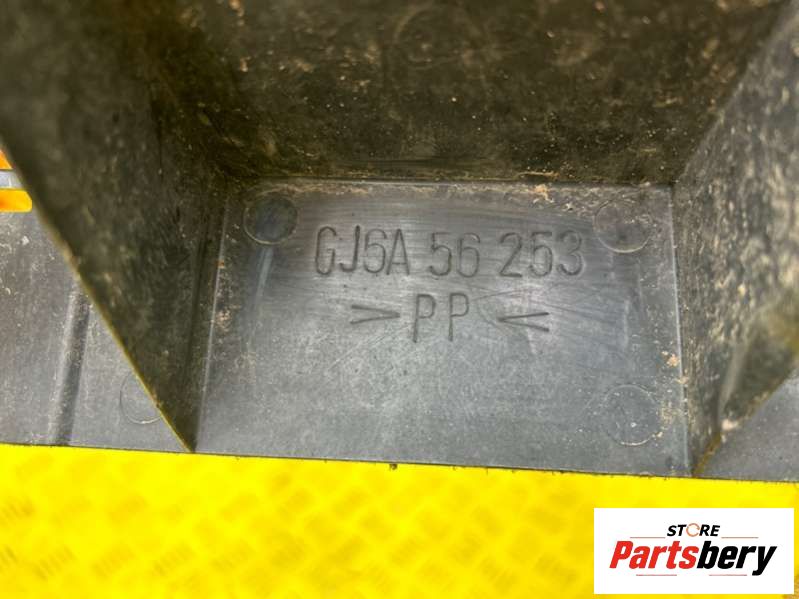 GJ6A 56 253
> PP <
STORE
Partsbery